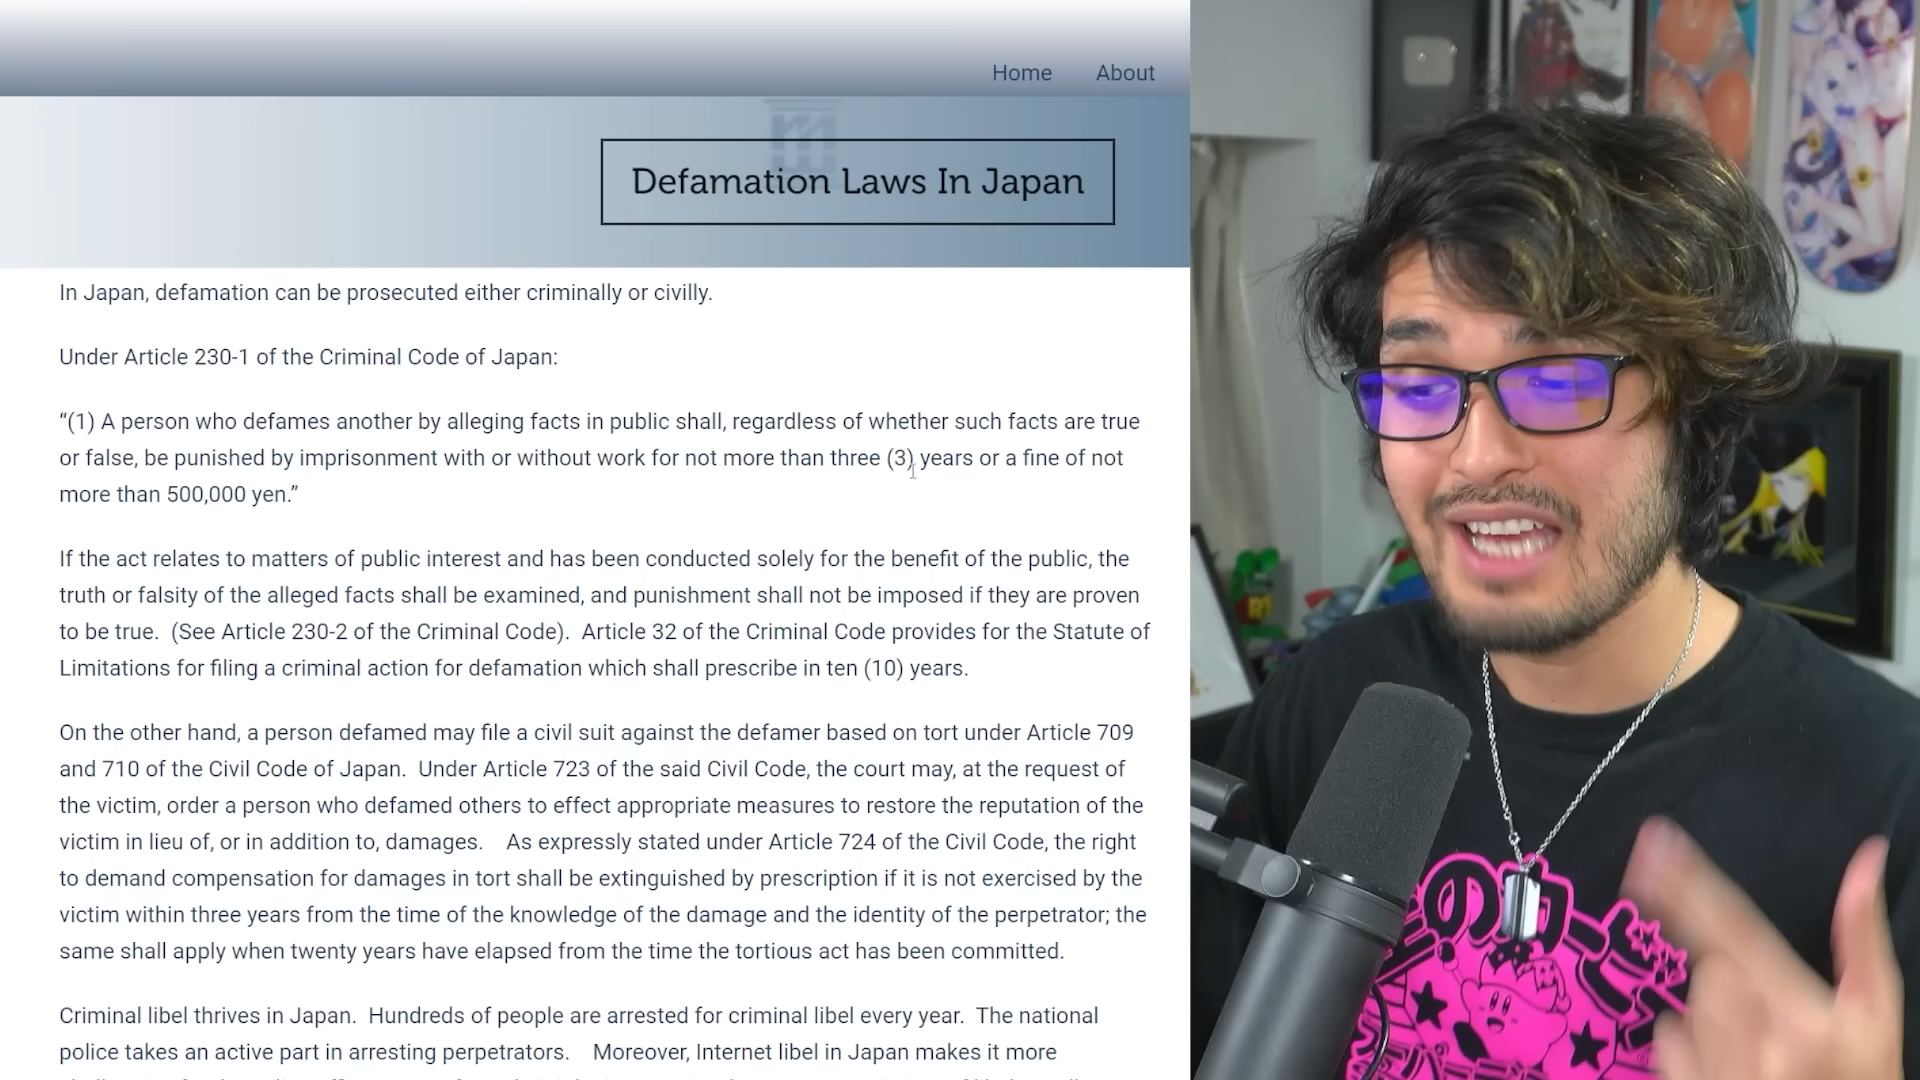 Home About
Defamation Laws In Japan
In Japan, defamation can be prosecuted either criminally or civilly.
Under Article 230-1 of the Criminal Code of Japan:
“(1) A person who defames another by alleging facts in public shall, regardless of whether such facts are true
or false, be punished by imprisonment with or without work for not more than three (3) years or a fine of not
more than 500,000 yen.”
If the act relates to matters of public interest and has been conducted solely for the benefit of the public, the
truth or falsity of the alleged facts shall be examined, and punishment shall not be imposed if they are proven
to be true.  (See Article 230-2 of the Criminal Code).  Article 32 of the Criminal Code provides for the Statute of
Limitations for filing a criminal action for defamation which shall prescribe in ten (10) years.
On the other hand, a person defamed may file a civil suit against the defamer based on tort under Article 709
and 710 of the Civil Code of Japan.  Under Article 723 of the said Civil Code, the court may, at the request of
the victim, order a person who defamed others to effect appropriate measures to restore the reputation of the
victim in lieu of, or in addition to, damages.    As expressly stated under Article 724 of the Civil Code, the right
to demand compensation for damages in tort shall be extinguished by prescription if it is not exercised by the
victim within three years from the time of the knowledge of the damage and the identity of the perpetrator; the
same shall apply when twenty years have elapsed from the time the tortious act has been committed.
Criminal libel thrives in Japan.  Hundreds of people are arrested for criminal libel every year.  The national
police takes an active part in arresting perpetrators.    Moreover, Internet libel in Japan makes it more